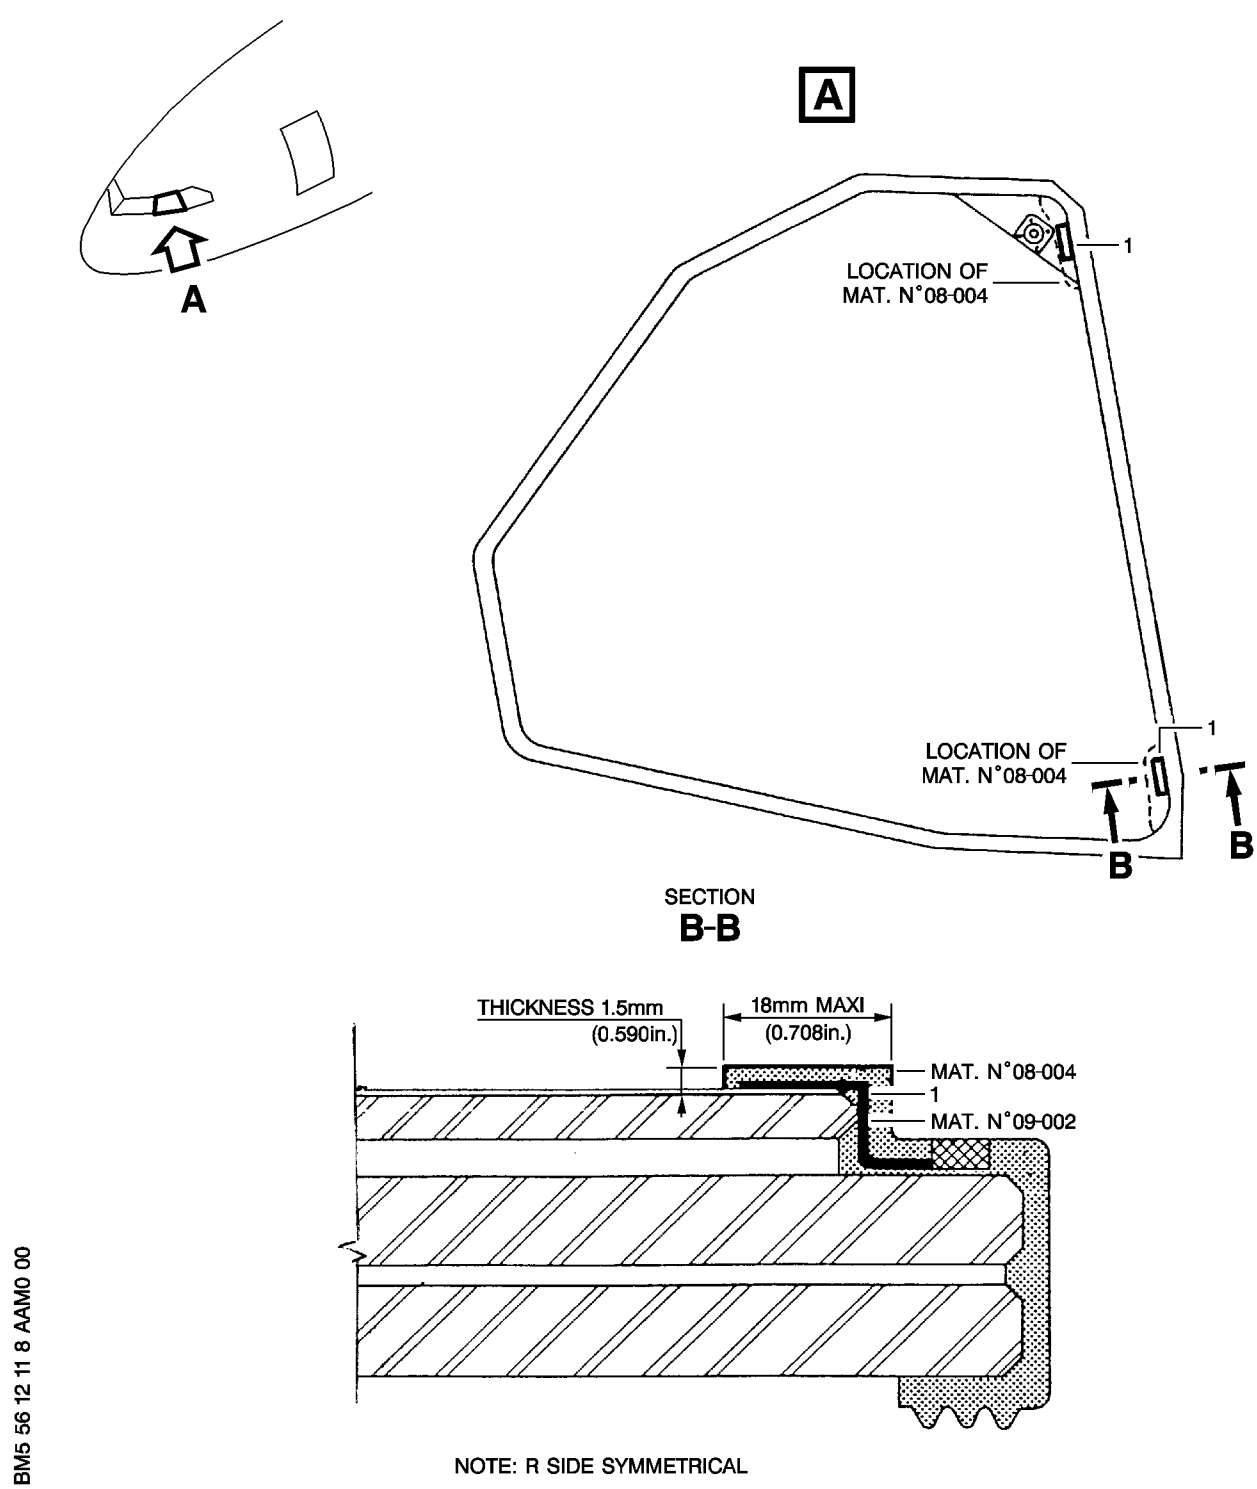 A
A
1
LOCATION OF
MAT. N°08-004
1
LOCATION OF
MAT. N°08-004
B
B
SECTION
B-B
THICKNESS 1.5mm
(0.590in.)
18mm MAXI
(0.708in.)
MAT. N°08-004
1
MAT. N°09-002
NOTE: R SIDE SYMMETRICAL
BM5 56 12 11 8 AAM0 00